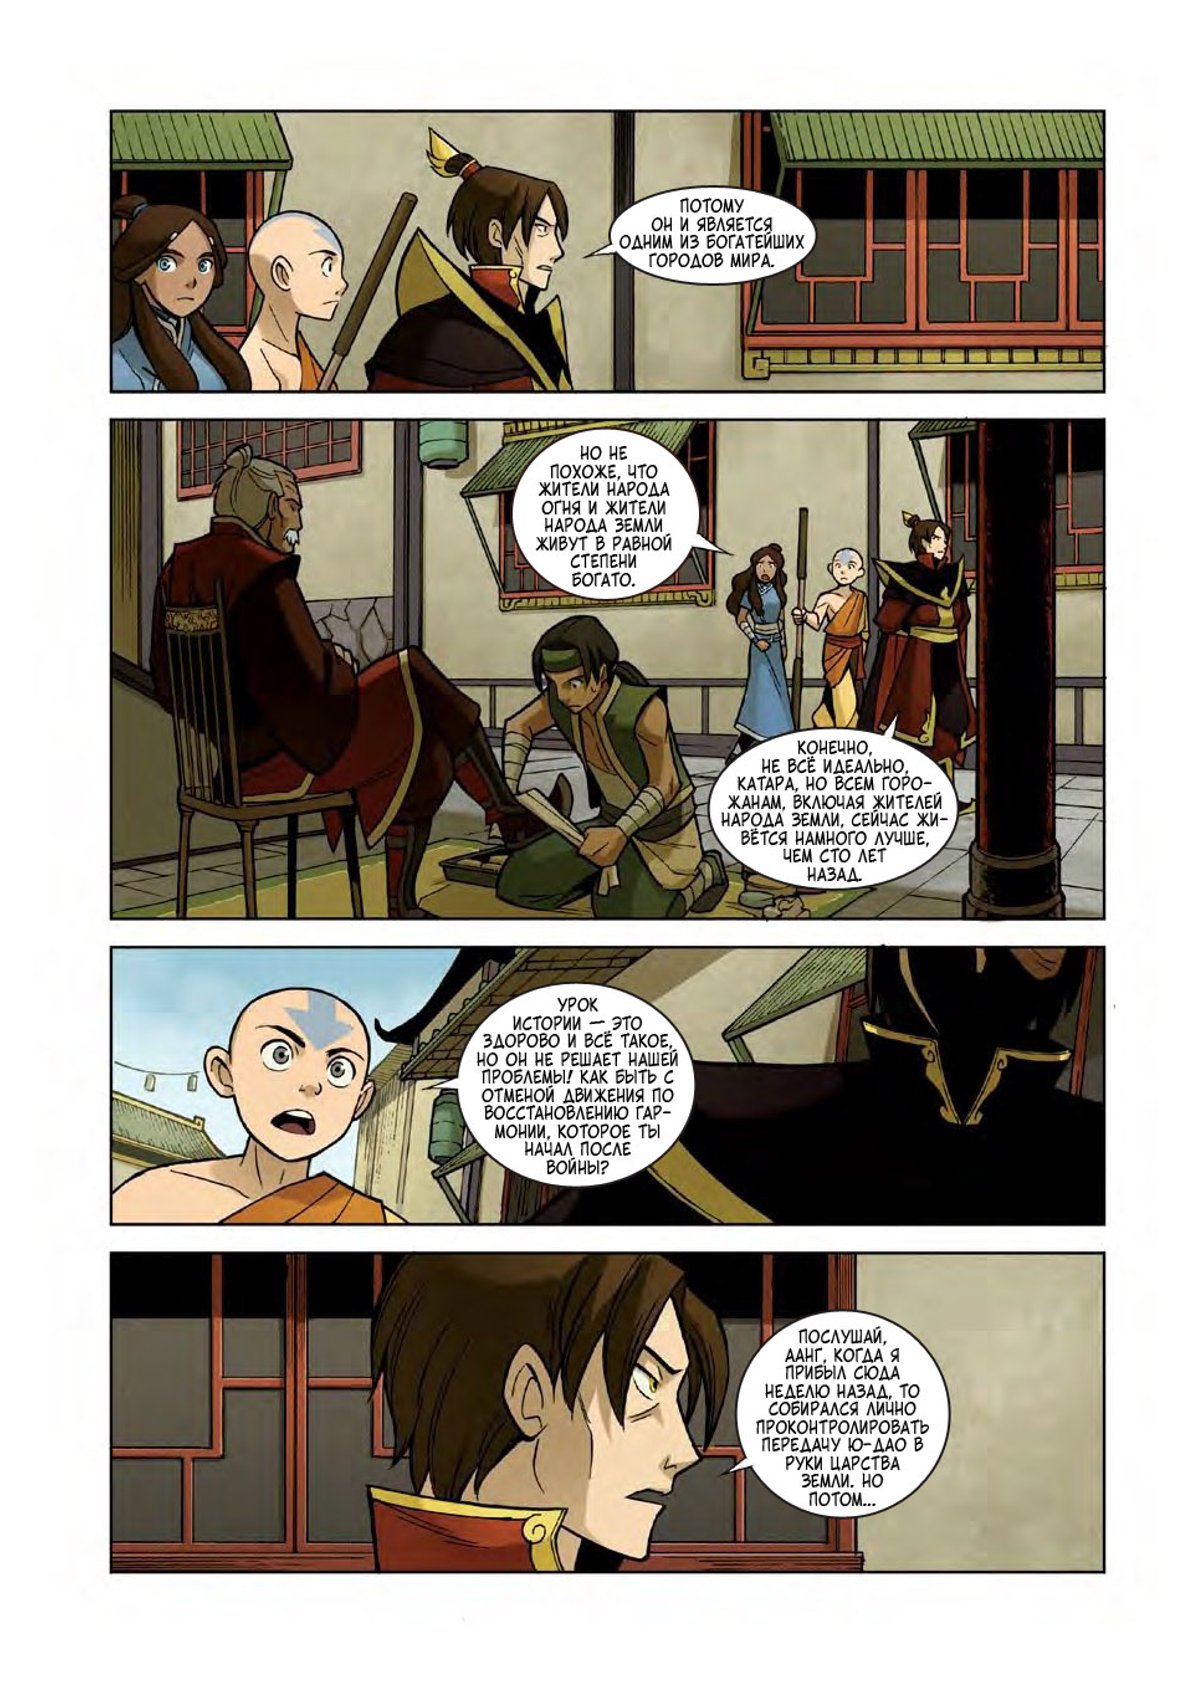 ПОТОМУ
ОН И ЯВЛЯЕТСЯ
ОДНИМ ИЗ БОГАТЕЙШИХ
ГОРОДОВ МИРА.
НО НЕ
ПОХОЖЕ, ЧТО
ЖИТЕЛИ НАРОДА
ОГНЯ И ЖИТЕЛИ
НАРОДА ЗЕМЛИ
ЖИВУТ В РАВНОЙ
СТЕПЕНИ
БОГАТО.
КОНЕЧНО,
НЕ ВСЁ ИДЕАЛЬНО,
КАТАРА, НО ВСЕМ ГОРО-
ЖАНАМ, ВКЛЮЧАЯ ЖИТЕЛЕЙ
НАРОДА ЗЕМЛИ, СЕЙЧАС ЖИ-
ВЁТСЯ НАМНОГО ЛУЧШЕ,
ЧЕМ СТО ЛЕТ
НАЗАД.
УРОК
ИСТОРИИ — ЭТО
ЗДОРОВО И ВСЁ ТАКОЕ,
НО ОН НЕ РЕШАЕТ НАШЕЙ
ПРОБЛЕМЫ! КАК БЫТЬ С
ОТМЕНОЙ ДВИЖЕНИЯ ПО
ВОССТАНОВЛЕНИЮ ГАР-
МОНИИ, КОТОРОЕ ТЫ
НАЧАЛ ПОСЛЕ
ВОЙНЫ?
ПОСЛУШАЙ,
ААНГ, КОГДА Я
ПРИБЫЛ СЮДА
НЕДЕЛЮ НАЗАД, ТО
СОБИРАЛСЯ ЛИЧНО
ПРОКОНТРОЛИРОВАТЬ
ПЕРЕДАЧУ Ю-ДАО В
РУКИ ЦАРСТВА
ЗЕМЛИ. НО
ПОТОМ...